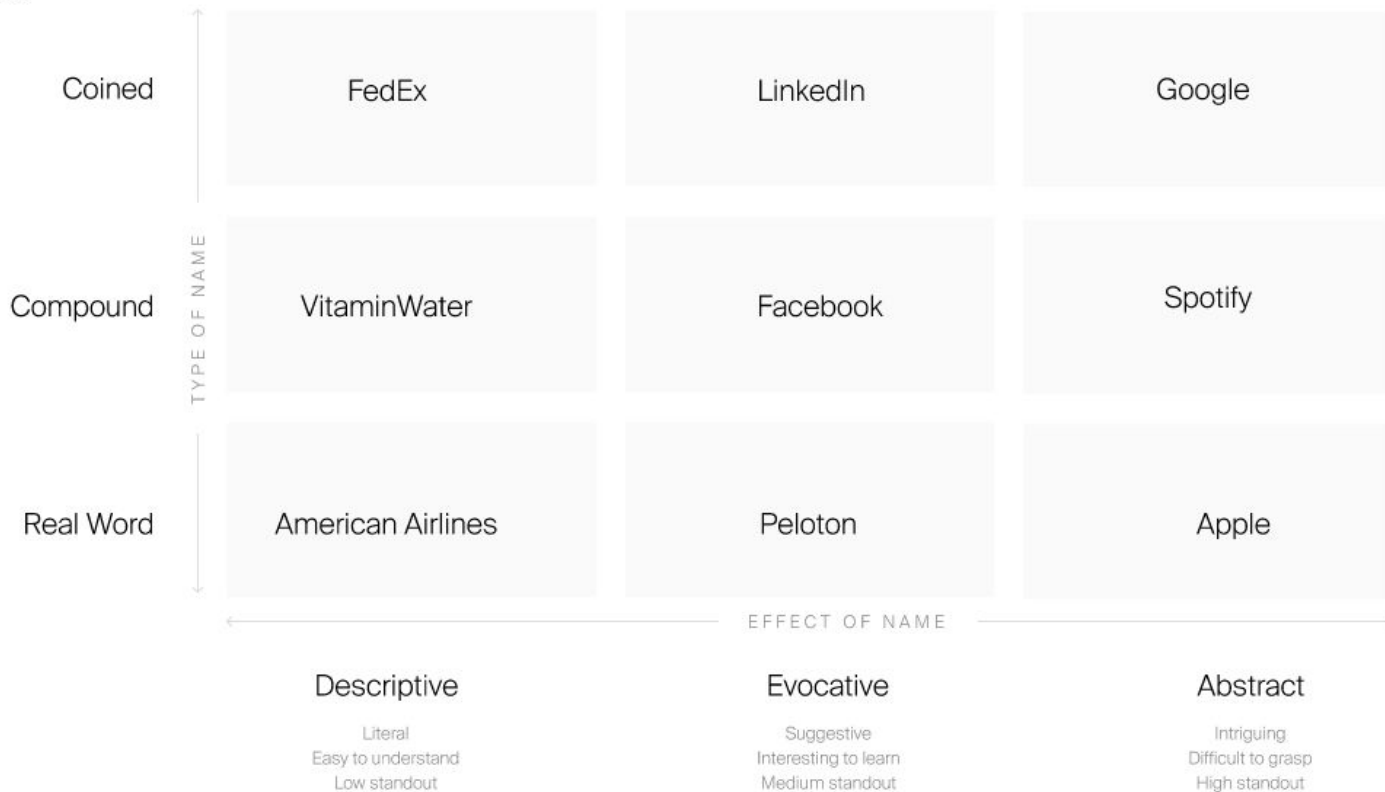 Coined
FedEx
LinkedIn
Google
TYPE OF NAME
Compound
VitaminWater
Facebook
Spotify
Real Word
American Airlines
Peloton
Apple
EFFECT OF NAME
Descriptive
Evocative
Abstract
Literal
Suggestive
Intriguing
Easy to understand
Interesting to learn
Difficult to grasp
Low standout
Medium standout
High standout